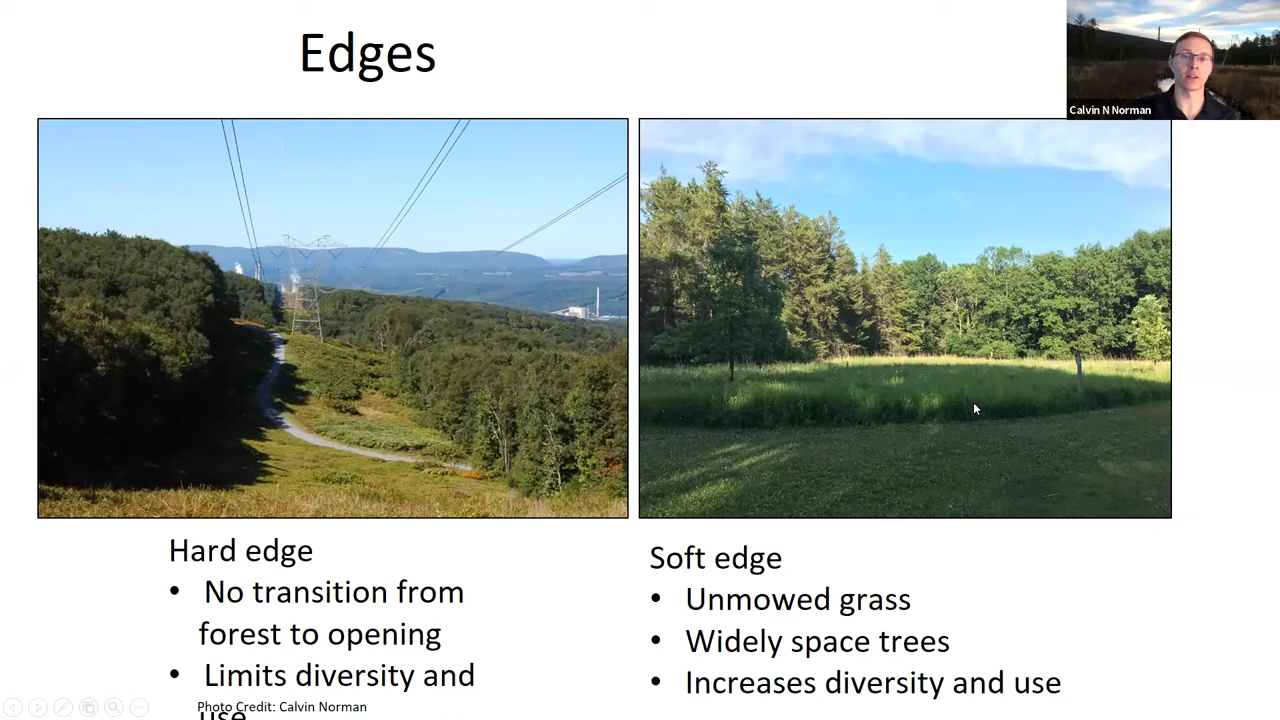 Edges
Calvin N Norman
Hard edge
• No transition from
forest to opening
• Limits diversity and
use
Photo Credit: Calvin Norman
Soft edge
• Unmowed grass
• Widely space trees
• Increases diversity and use